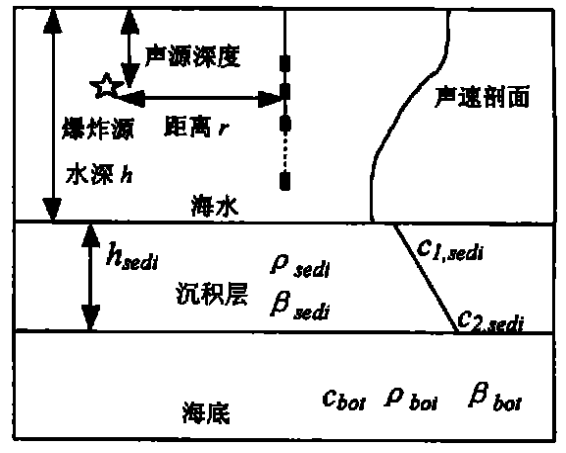 声源深度
声速剖面
爆炸源 距离 r
水深 h
海水
h_sedi ρ_sedi c_1,sedi
沉积层 β_sedi c_2,sedi
海底 c_bot ρ_bot β_bot